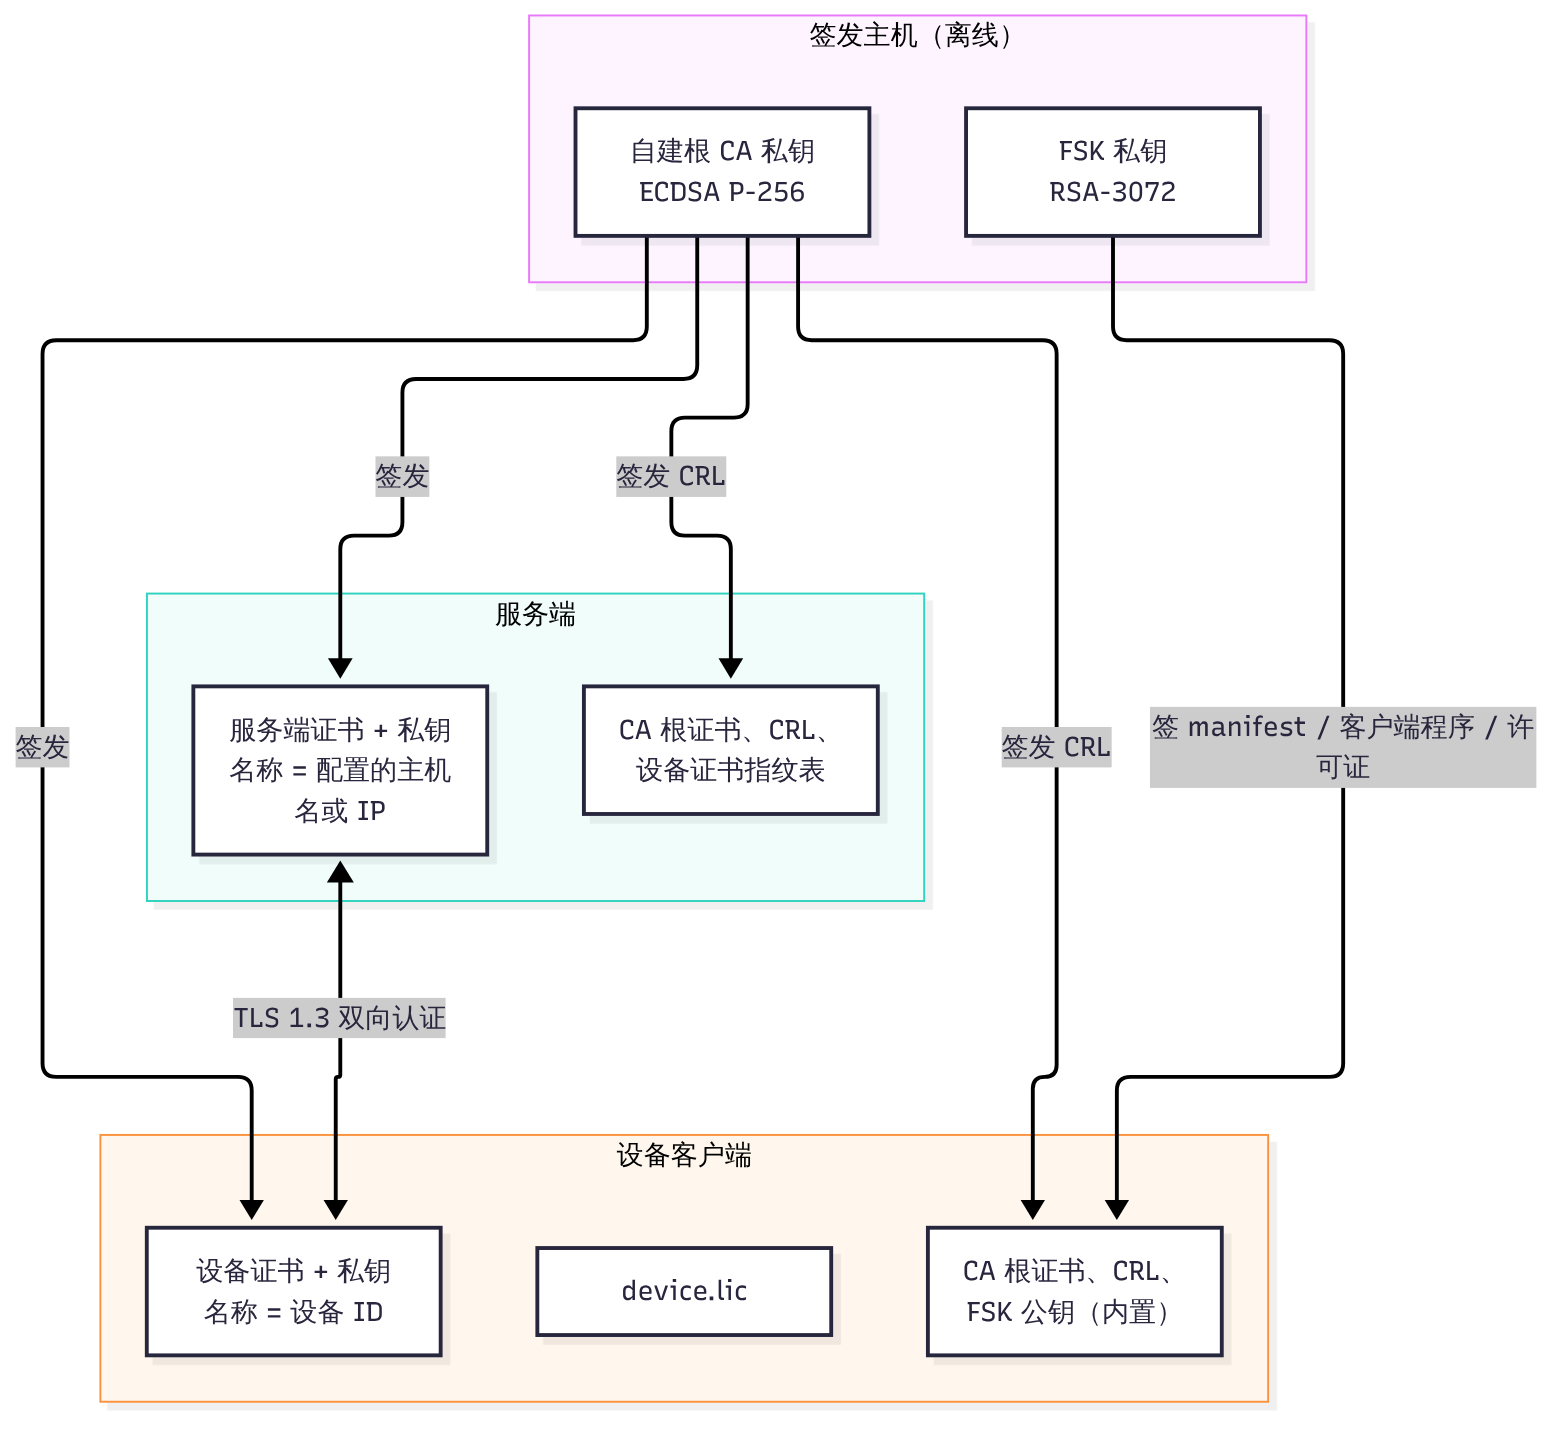 签发主机（离线）
自建根 CA 私钥
ECDSA P-256
FSK 私钥
RSA-3072
签发
签发 CRL
服务端
服务端证书 + 私钥
名称 = 配置的主机
名或 IP
CA 根证书、CRL、
设备证书指纹表
签发
签发 CRL
签 manifest / 客户端程序 / 许
可证
TLS 1.3 双向认证
设备客户端
设备证书 + 私钥
名称 = 设备 ID
device.lic
CA 根证书、CRL、
FSK 公钥（内置）